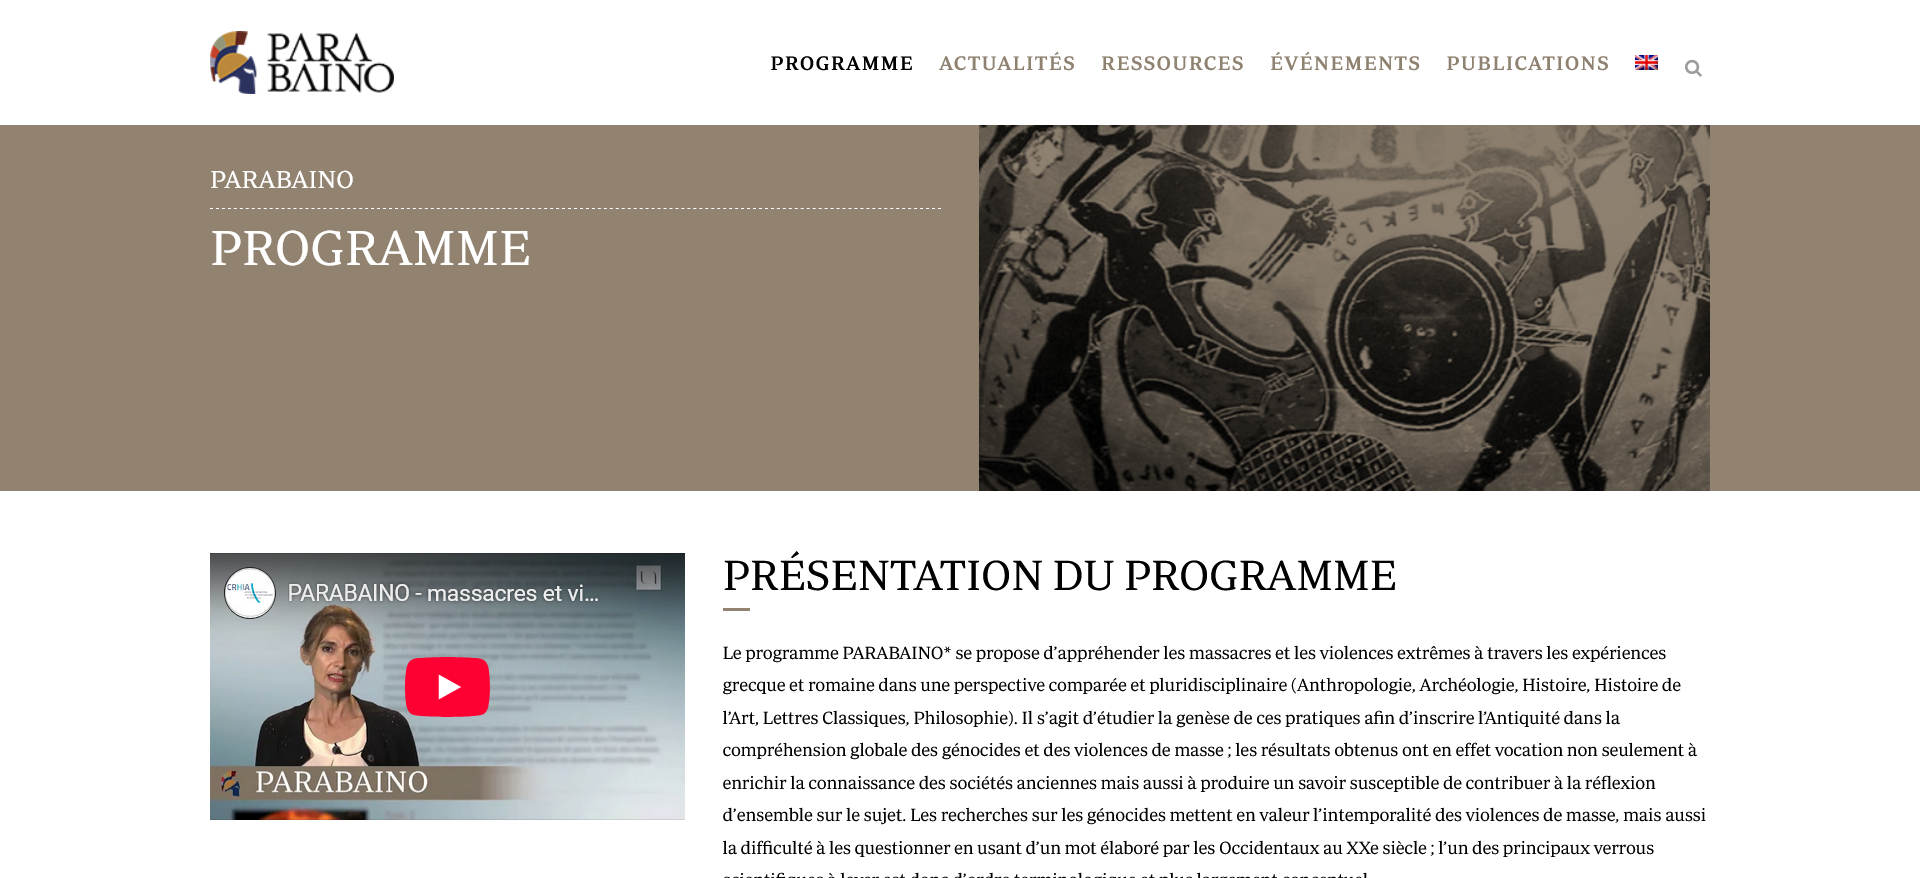 PARA
BAINO
PROGRAMME ACTUALITÉS RESSOURCES ÉVÉNEMENTS PUBLICATIONS
PARABAINO
PROGRAMME
CRHIA
PARABAINO - massacres et vi...
PARABAINO
PRÉSENTATION DU PROGRAMME
Le programme PARABAINO* se propose d’appréhender les massacres et les violences extrêmes à travers les expériences
grecque et romaine dans une perspective comparée et pluridisciplinaire (Anthropologie, Archéologie, Histoire, Histoire de
l’Art, Lettres Classiques, Philosophie). Il s’agit d’étudier la genèse de ces pratiques afin d’inscrire l’Antiquité dans la
compréhension globale des génocides et des violences de masse ; les résultats obtenus ont en effet vocation non seulement à
enrichir la connaissance des sociétés anciennes mais aussi à produire un savoir susceptible de contribuer à la réflexion
d’ensemble sur le sujet. Les recherches sur les génocides mettent en valeur l’intemporalité des violences de masse, mais aussi
la difficulté à les questionner en usant d’un mot élaboré par les Occidentaux au XXe siècle ; l’un des principaux verrous